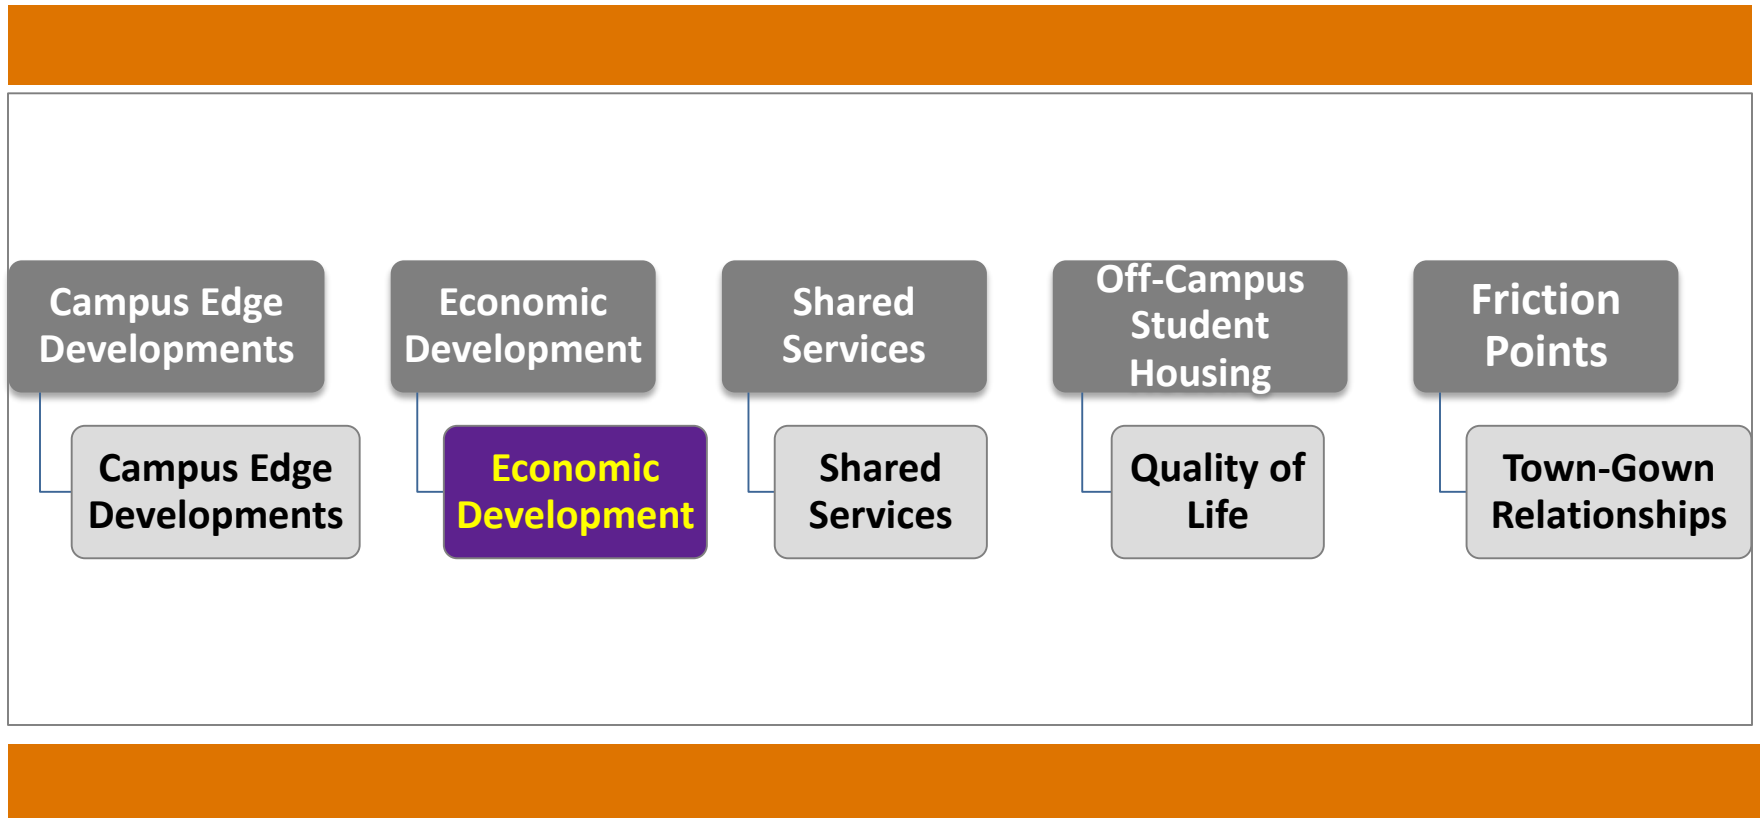 Campus Edge
Developments
Economic
Development
Shared
Services
Off-Campus
Student
Housing
Friction
Points
Campus Edge
Developments
Economic
Development
Shared
Services
Quality of
Life
Town-Gown
Relationships